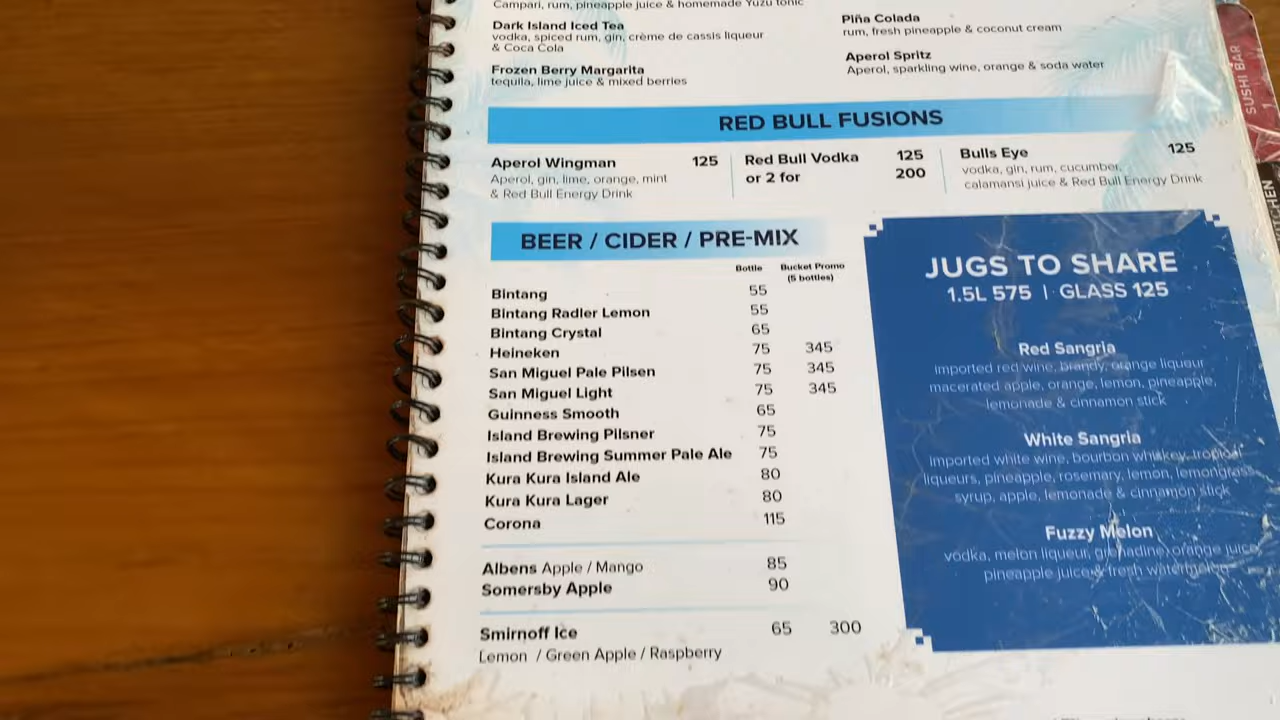 Campari, rum, pineapple juice & homemade Yuzu tonic
Dark Island Iced Tea
vodka, spiced rum, gin, crème de cassis liqueur
& Coca Cola
Frozen Berry Margarita
tequila, lime juice & mixed berries
Piña Colada
rum, fresh pineapple & coconut cream
Aperol Spritz
Aperol, sparkling wine, orange & soda water
SUSHI BAR
1
RED BULL FUSIONS
Aperol Wingman 125
Aperol, gin, lime, orange, mint
& Red Bull Energy Drink
Red Bull Vodka 125
or 2 for 200
Bulls Eye 125
vodka, gin, rum, cucumber,
calamansi juice & Red Bull Energy Drink
BEER / CIDER / PRE-MIX
Bottle Bucket Promo
(5 bottles)
Bintang 55
Bintang Radler Lemon 55
Bintang Crystal 65
Heineken 75 345
San Miguel Pale Pilsen 75 345
San Miguel Light 75 345
Guinness Smooth 65
Island Brewing Pilsner 75
Island Brewing Summer Pale Ale 75
Kura Kura Island Ale 80
Kura Kura Lager 80
Corona 115
Albens Apple / Mango 85
Somersby Apple 90
Smirnoff Ice 65 300
Lemon / Green Apple / Raspberry
JUGS TO SHARE
1.5L 575 | GLASS 125
Red Sangria
imported red wine, brandy, orange liqueur
macerated apple, orange, lemon, pineapple,
lemonade & cinnamon stick
White Sangria
imported white wine, bourbon whiskey, tropical
liqueurs, pineapple, rosemary, lemon, lemongrass
syrup, apple, lemonade & cinnamon stick
Fuzzy Melon
vodka, melon liqueur, grenadine, orange juice
pineapple juice & fresh watermelon